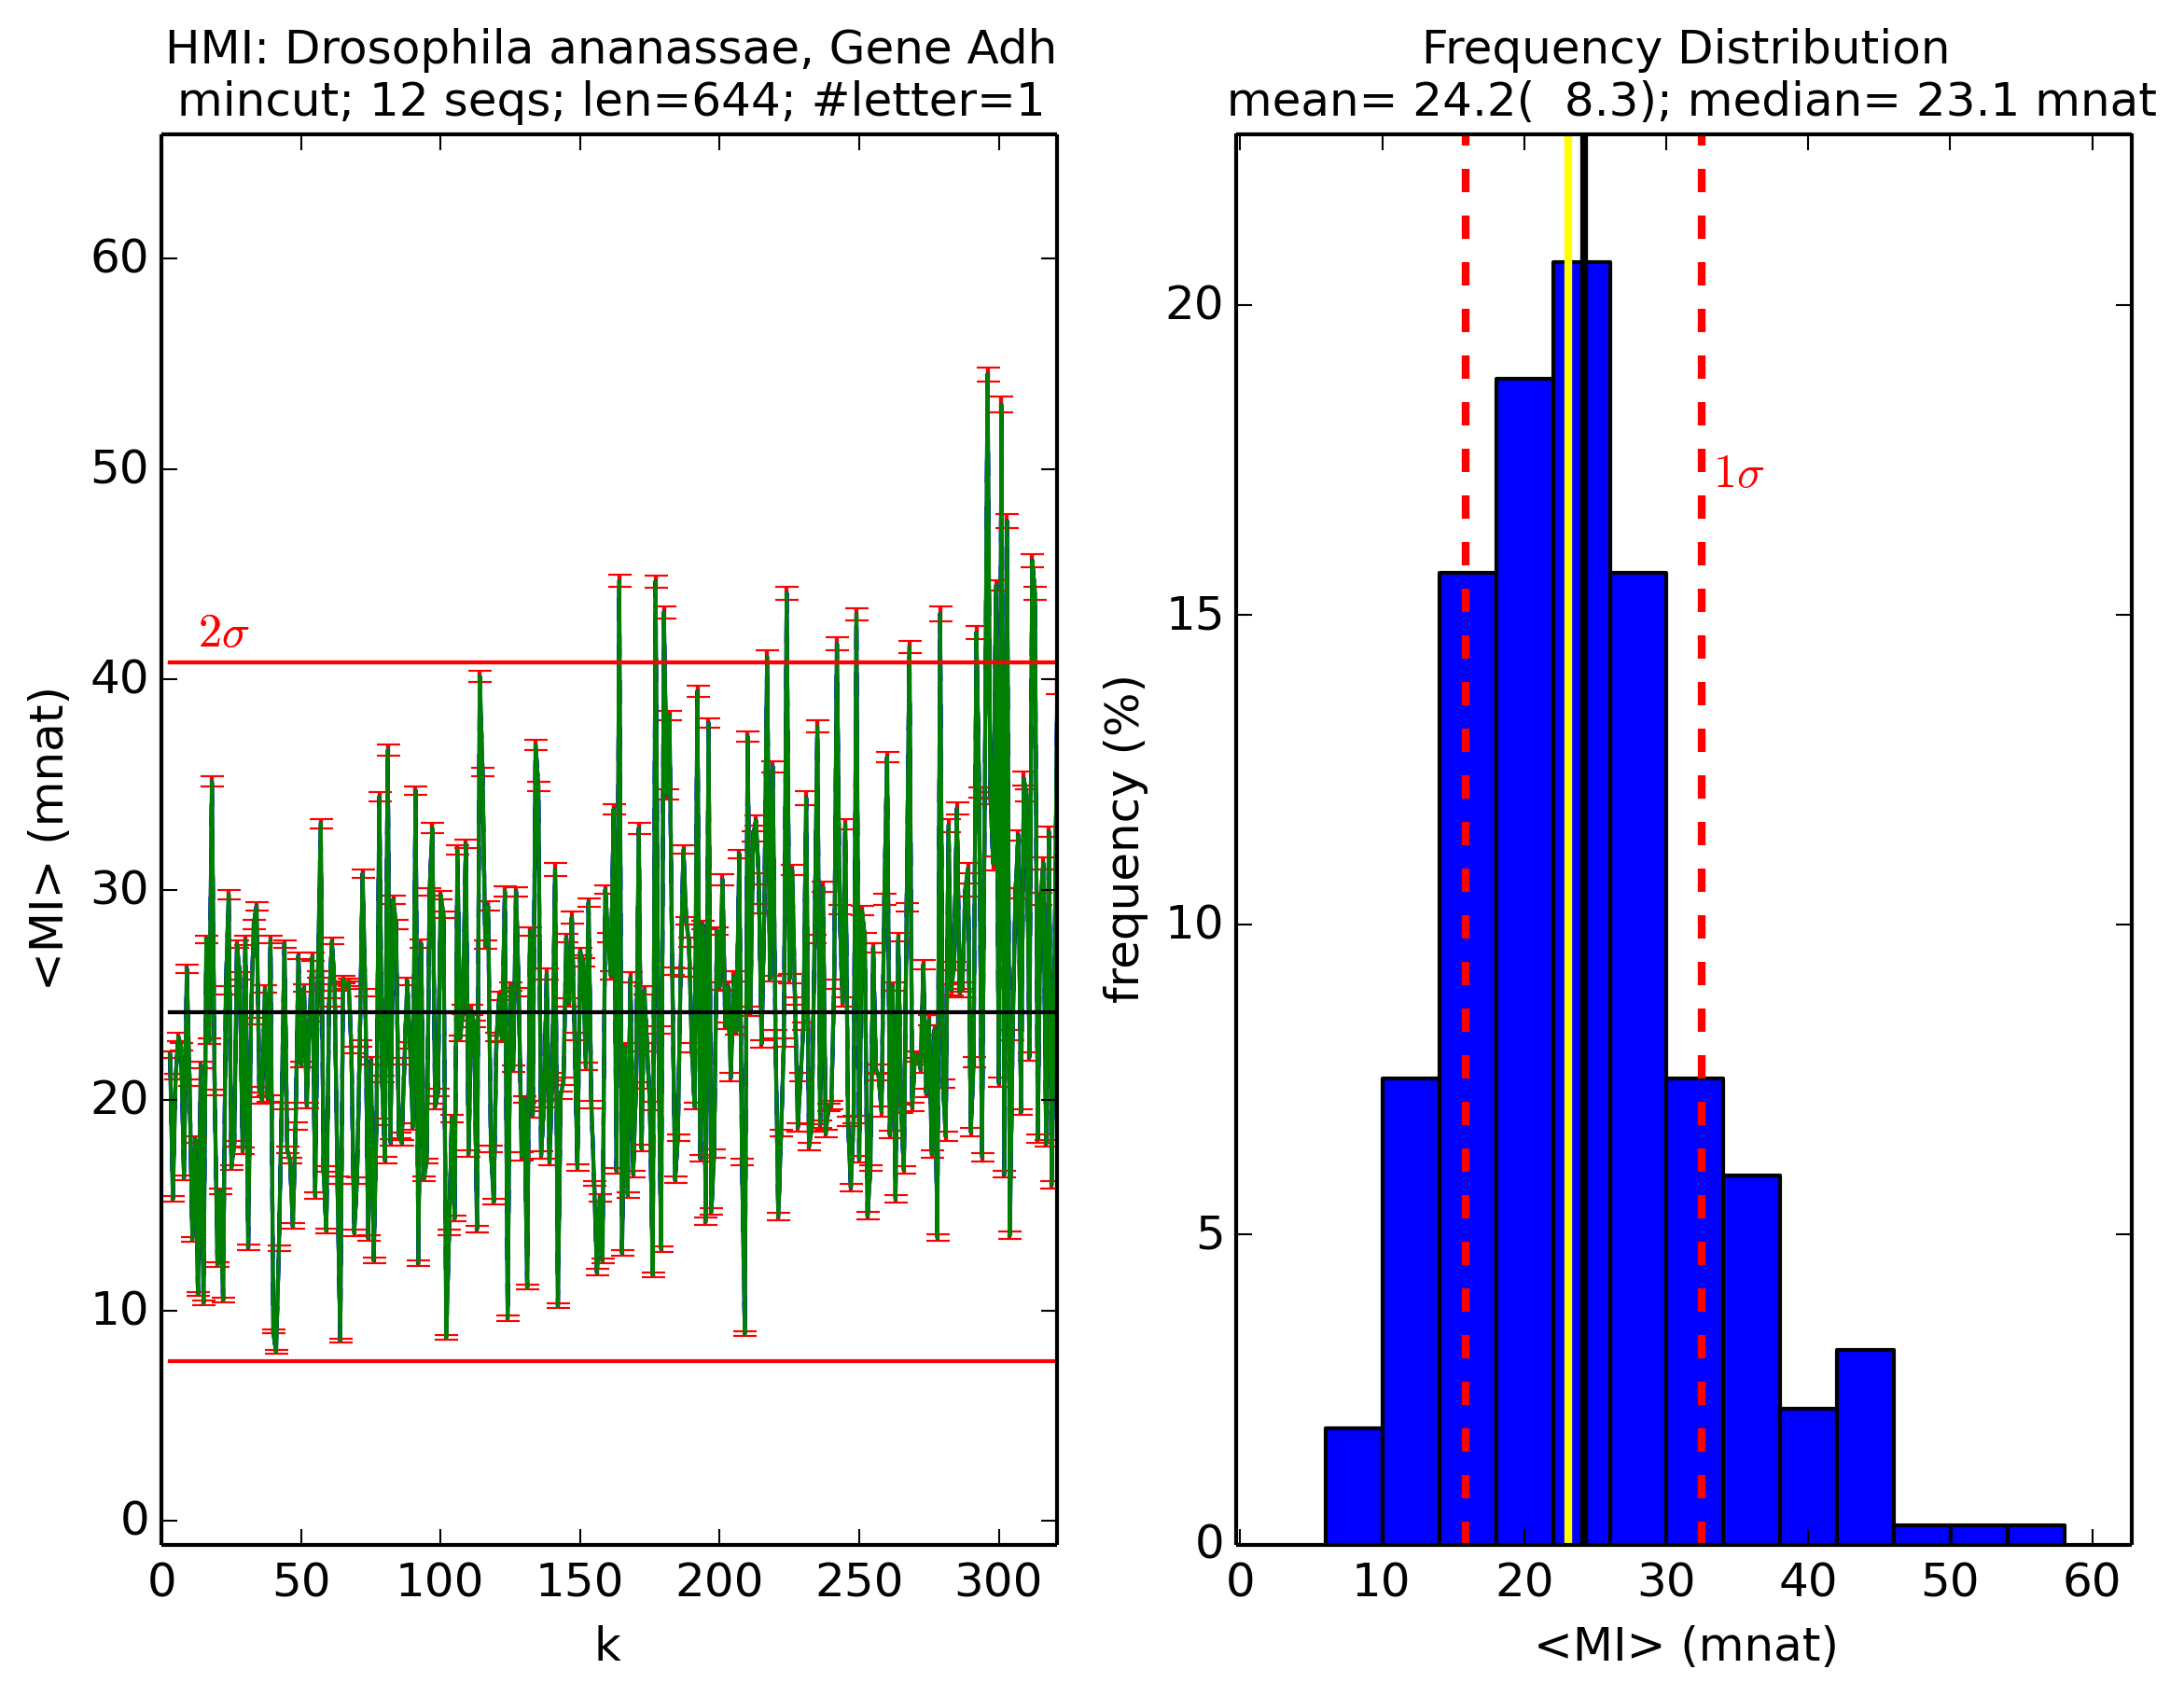 HMI: Drosophila ananassae, Gene Adh
mincut; 12 seqs; len=644; #letter=1
<MI> (mnat)
60
50
40
30
20
10
0
2σ
0 50 100 150 200 250 300
k
Frequency Distribution
mean= 24.2( 8.3); median= 23.1 mnat
frequency (%)
20
15
10
5
0
1σ
0 10 20 30 40 50 60
<MI> (mnat)